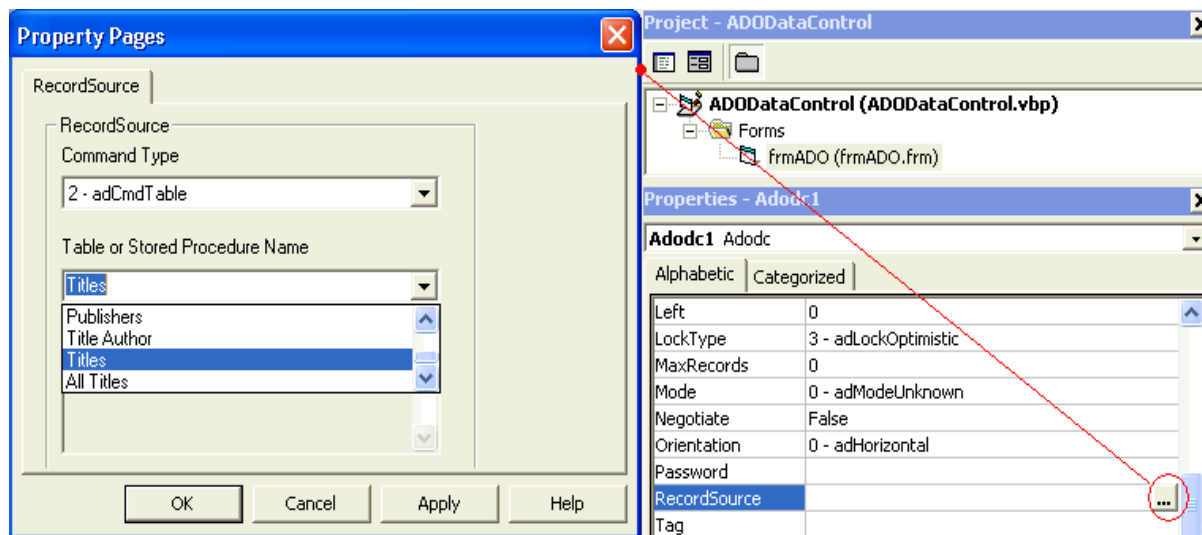 Property Pages
RecordSource
RecordSource
Command Type
2 - adCmdTable
Table or Stored Procedure Name
Titles
Publishers
Title Author
Titles
All Titles
OK Cancel Apply Help
Project - ADODataControl
ADODataControl (ADODataControl.vbp)
Forms
frmADO (frmADO.frm)
Properties - Adodc1
Adodc1 Adodc
Alphabetic Categorized
Left 0
LockType 3 - adLockOptimistic
MaxRecords 0
Mode 0 - adModeUnknown
Negotiate False
Orientation 0 - adHorizontal
Password
RecordSource ...
Tag